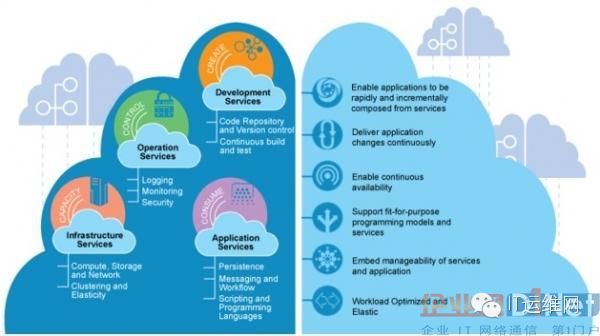 CREATE
Development
Services
Code Repository
and Version control
Continuous build
and test
CONTROL
Operation
Services
Logging
Monitoring
Security
CAPACITY
Infrastructure
Services
Compute, Storage
and Network
Clustering and
Elasticity
CONSUME
Application
Services
Persistence
Messaging and
Workflow
Scripting and
Programming
Languages
Enable applications to be
rapidly and incrementally
composed from services
Deliver application
changes continuously
Enable continuous
availability
Support fit-for-purpose
programming models and
services
Embed manageability of services
and application
Workload Optimized and
Elastic
IT运维网
企业 IT 网络通信 第1门户